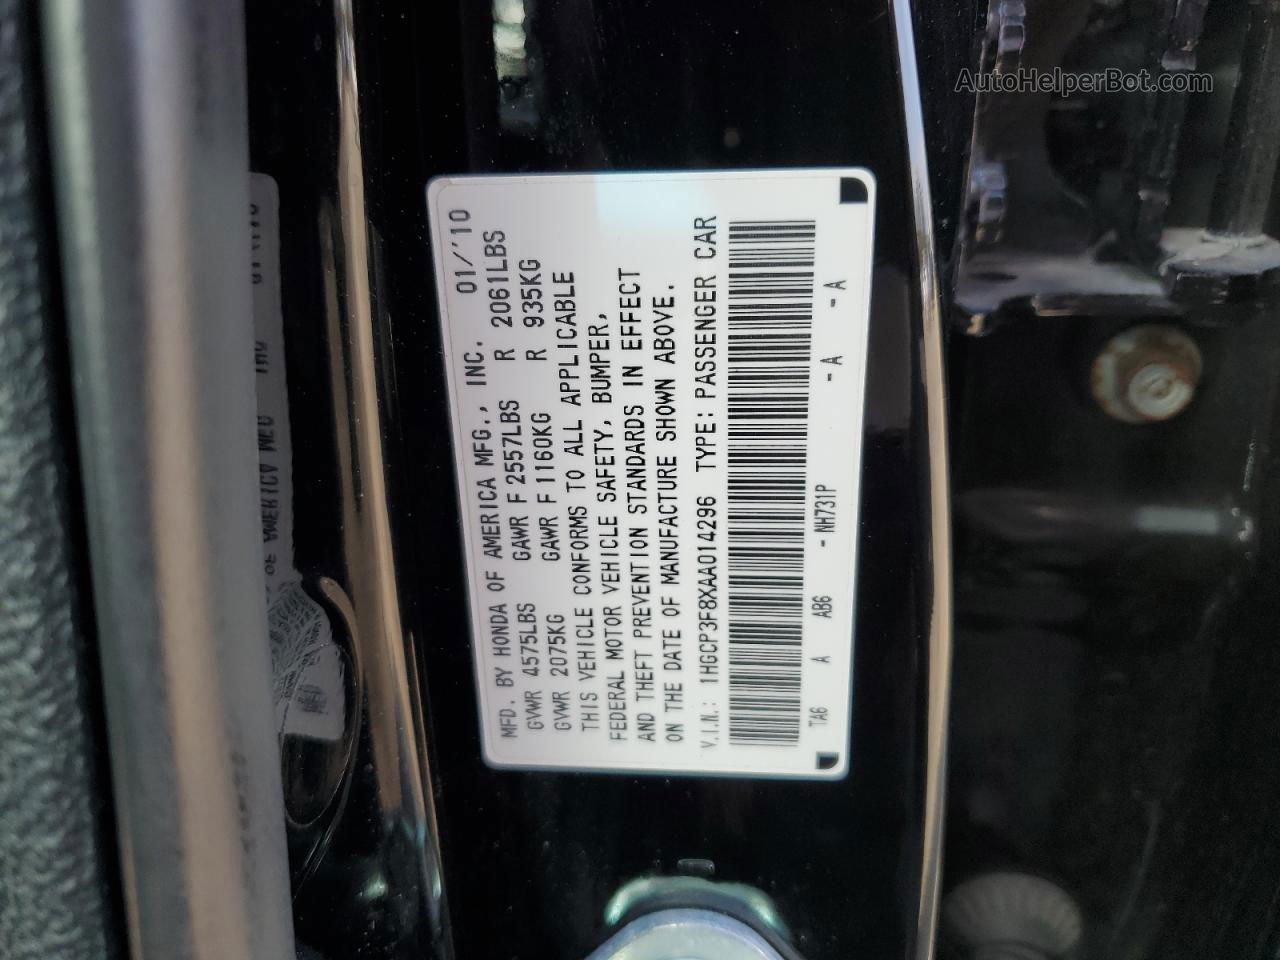 AutoHelperBot.com
MFD. BY HONDA OF AMERICA MFG., INC. 01/'10
GVWR 4575LBS GAWR F 2557LBS R 2061LBS
GVWR 2075KG GAWR F 1160KG R 935KG
THIS VEHICLE CONFORMS TO ALL APPLICABLE
FEDERAL MOTOR VEHICLE SAFETY, BUMPER,
AND THEFT PREVENTION STANDARDS IN EFFECT
ON THE DATE OF MANUFACTURE SHOWN ABOVE.
V.I.N.: 1HGCP3F8XAA014296 TYPE: PASSENGER CAR
TA6 A AB6 - NH731P - A - A